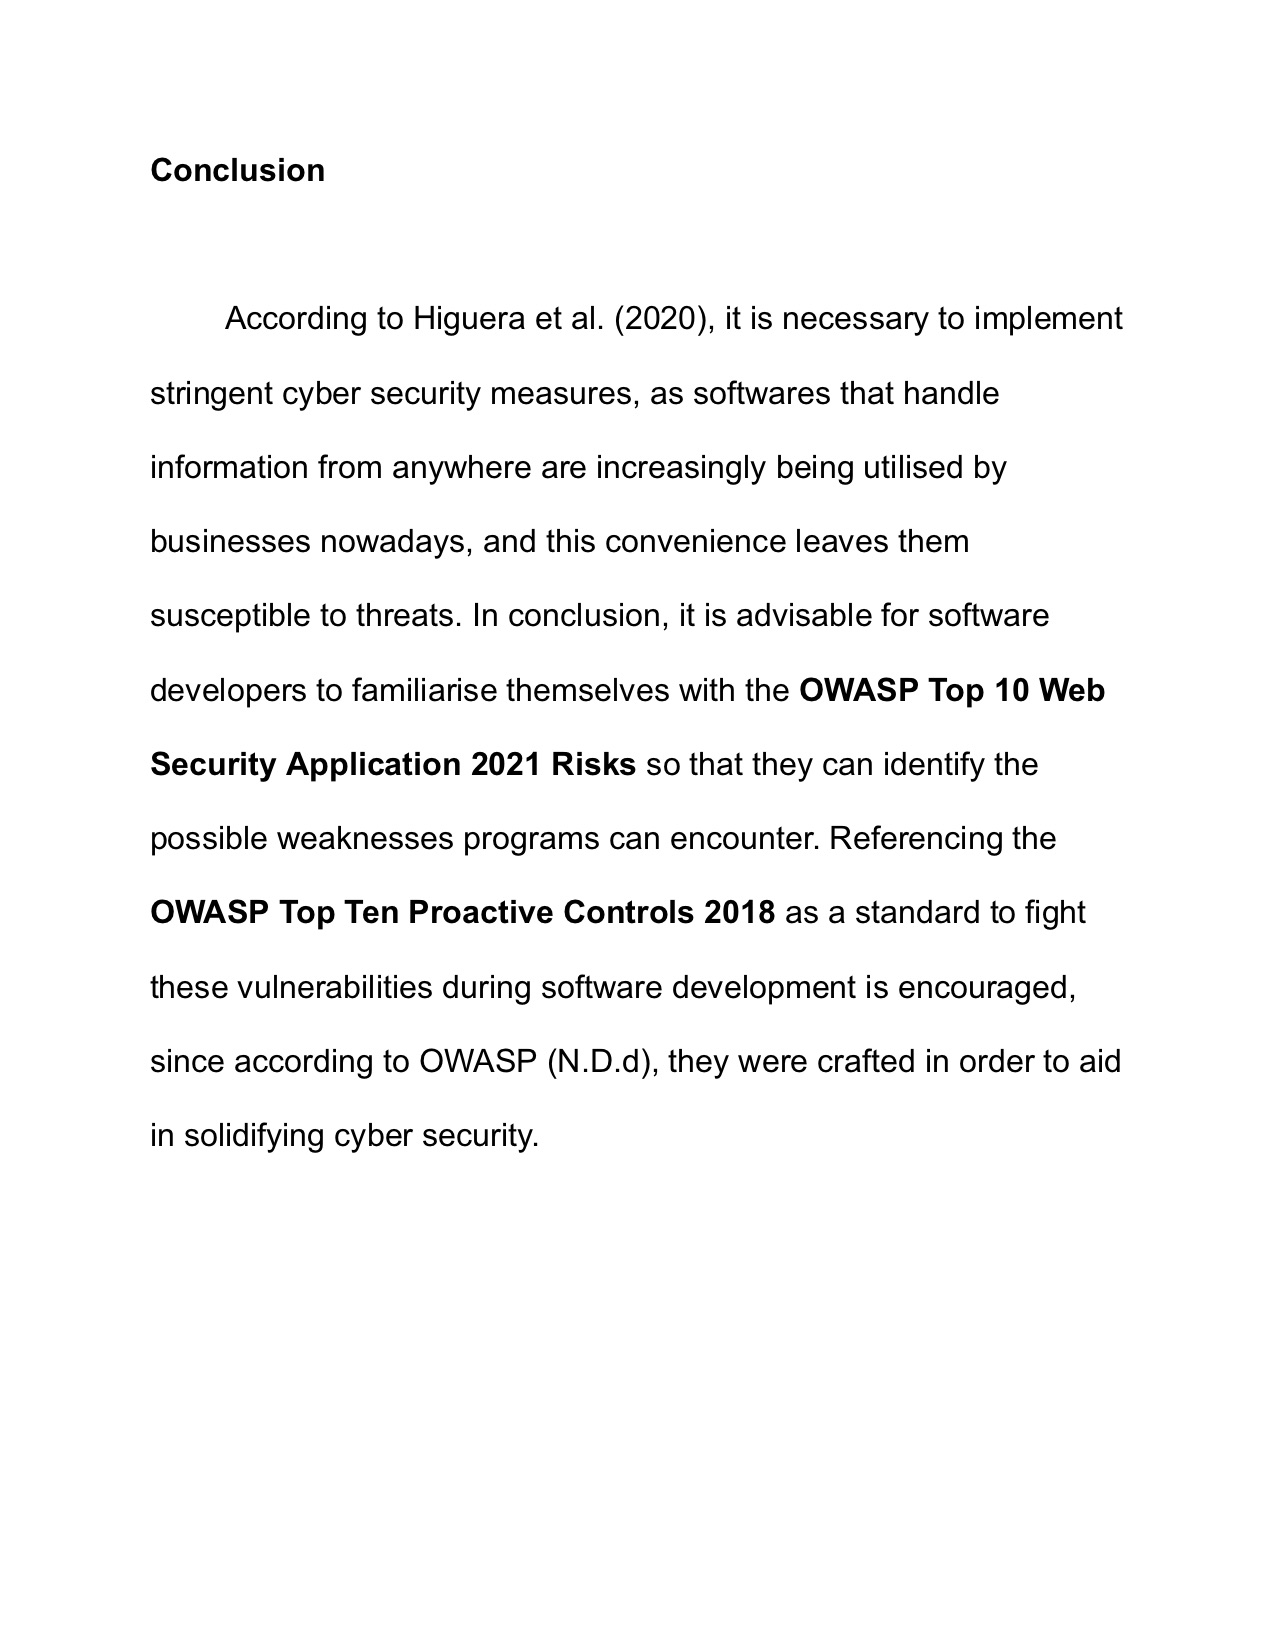 Conclusion
According to Higuera et al. (2020), it is necessary to implement
stringent cyber security measures, as softwares that handle
information from anywhere are increasingly being utilised by
businesses nowadays, and this convenience leaves them
susceptible to threats. In conclusion, it is advisable for software
developers to familiarise themselves with the OWASP Top 10 Web
Security Application 2021 Risks so that they can identify the
possible weaknesses programs can encounter. Referencing the
OWASP Top Ten Proactive Controls 2018 as a standard to fight
these vulnerabilities during software development is encouraged,
since according to OWASP (N.D.d), they were crafted in order to aid
in solidifying cyber security.